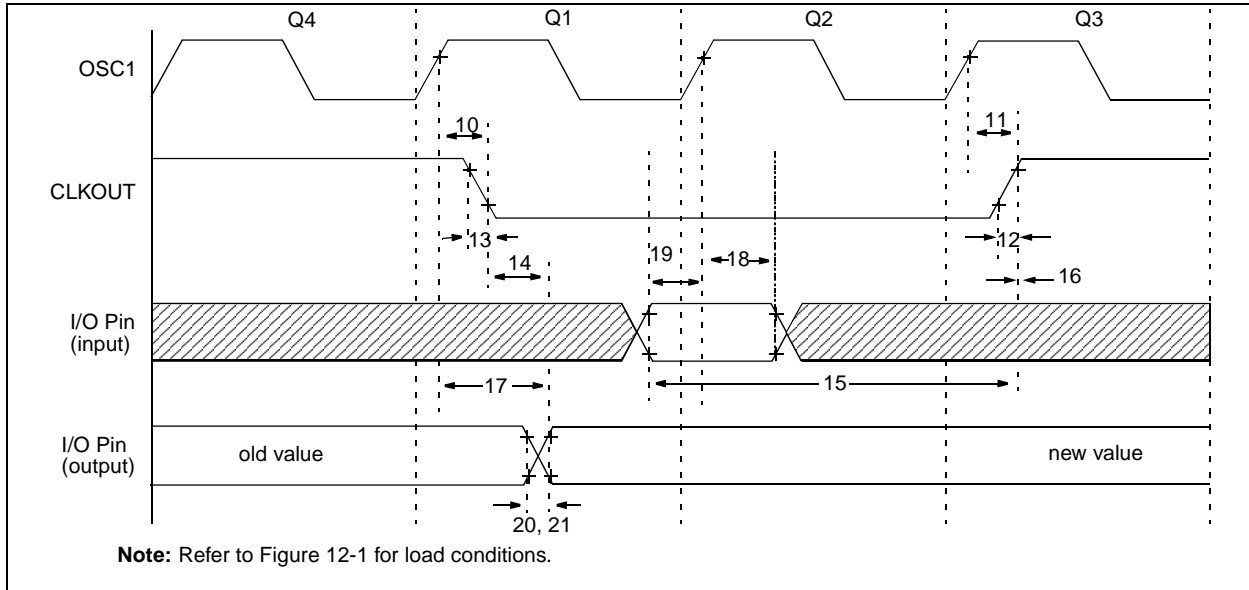 Q4 Q1 Q2 Q3
OSC1
10 11
CLKOUT
13 12
14 19 18 16
I/O Pin
(input)
17 15
I/O Pin
(output)
old value new value
20, 21
Note: Refer to Figure 12-1 for load conditions.